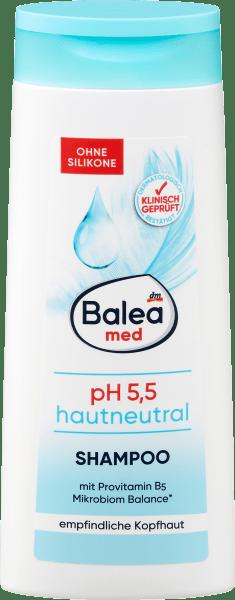 OHNE
SILIKONE
DERMATOLOGISCH
KLINISCH
GEPRÜFT
BESTÄTIGT
dm
Balea
med
pH 5,5
hautneutral
SHAMPOO
mit Provitamin B5
Mikrobiom Balance*
empfindliche Kopfhaut